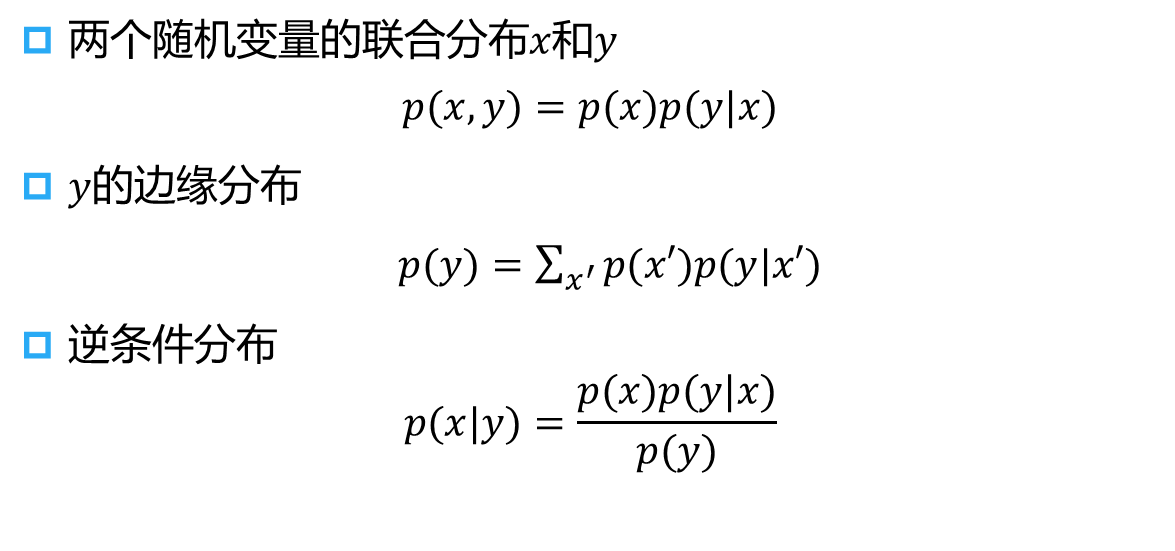 两个随机变量的联合分布x和y
p(x, y) = p(x)p(y|x)
y的边缘分布
p(y) = ∑x′ p(x′)p(y|x′)
逆条件分布
p(x|y) = p(x)p(y|x) / p(y)